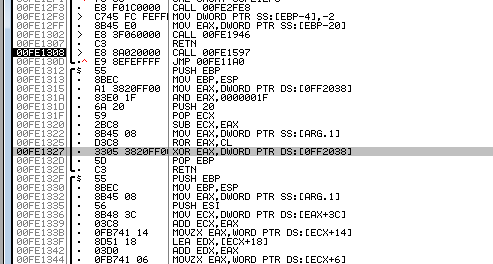 00FE12F3 . E8 F01C0000 CALL 00FE2FE8
00FE12F8 > C745 FC FEFFI MOV DWORD PTR SS:[EBP-4],-2
00FE12FF . 8B45 E0 MOV EAX,DWORD PTR SS:[EBP-20]
00FE1302 > E8 3F060000 CALL 00FE1946
00FE1307 . C3 RETN
00FE1308 > E8 8A020000 CALL 00FE1597
00FE130D .^ E9 8EFEFFFF JMP 00FE11A0
00FE1312 $ 55 PUSH EBP
00FE1313 . 8BEC MOV EBP,ESP
00FE1315 . A1 3820FF00 MOV EAX,DWORD PTR DS:[0FF2038]
00FE131A . 83E0 1F AND EAX,0000001F
00FE131D . 6A 20 PUSH 20
00FE131F . 59 POP ECX
00FE1320 . 2BC8 SUB ECX,EAX
00FE1322 . 8B45 08 MOV EAX,DWORD PTR SS:[ARG.1]
00FE1325 . D3C8 ROR EAX,CL
00FE1327 . 3305 3820FF0( XOR EAX,DWORD PTR DS:[0FF2038]
00FE132D . 5D POP EBP
00FE132E . C3 RETN
00FE132F $ 55 PUSH EBP
00FE1330 . 8BEC MOV EBP,ESP
00FE1332 . 8B45 08 MOV EAX,DWORD PTR SS:[ARG.1]
00FE1335 . 56 PUSH ESI
00FE1336 . 8B48 3C MOV ECX,DWORD PTR DS:[EAX+3C]
00FE1339 . 03C8 ADD ECX,EAX
00FE133B . 0FB741 14 MOVZX EAX,WORD PTR DS:[ECX+14]
00FE133F . 8D51 18 LEA EDX,[ECX+18]
00FE1342 . 03D0 ADD EDX,EAX
00FE1344 . 0FB741 06 MOVZX EAX,WORD PTR DS:[ECX+6]